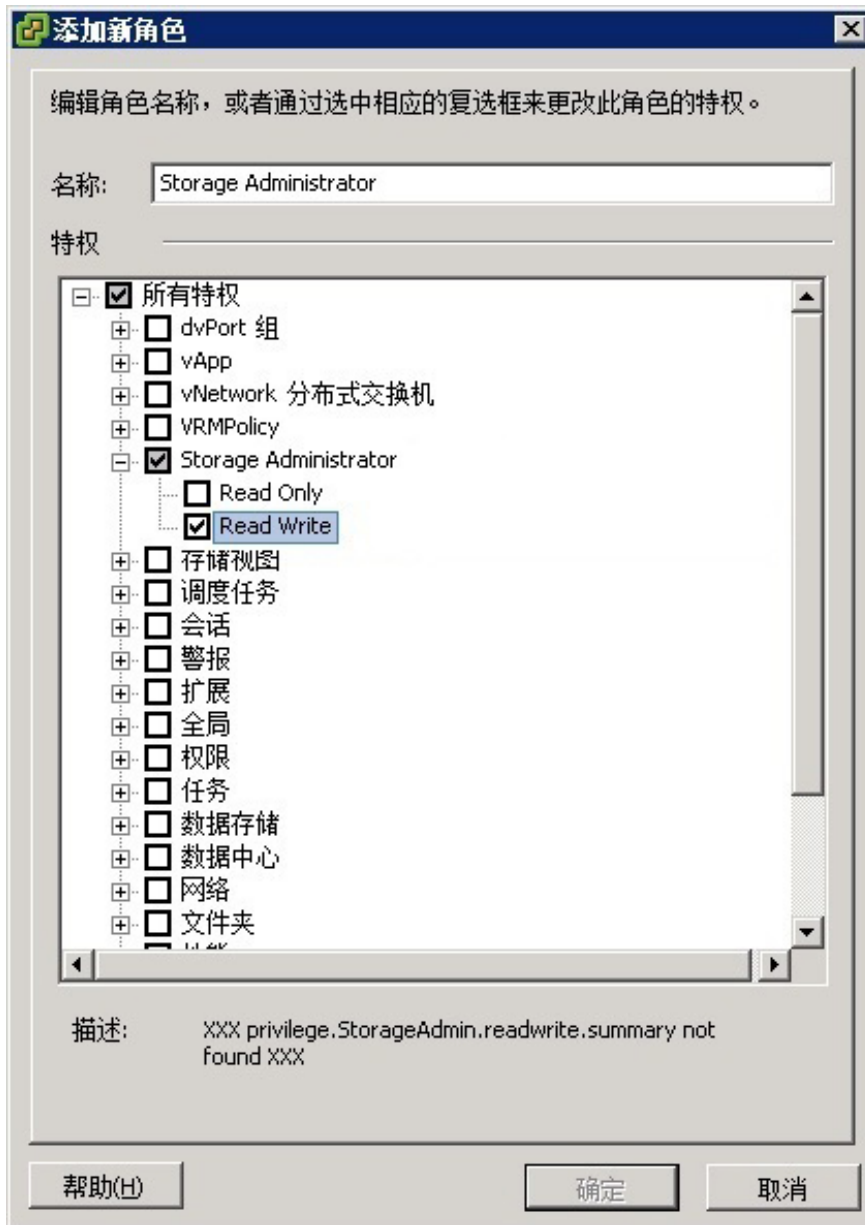 添加新角色
编辑角色名称，或者通过选中相应的复选框来更改此角色的特权。
名称: Storage Administrator
特权
所有特权
dvPort 组
vApp
vNetwork 分布式交换机
VRMPolicy
Storage Administrator
Read Only
Read Write
存储视图
调度任务
会话
警报
扩展
全局
权限
任务
数据存储
数据中心
网络
文件夹
描述: XXX privilege.StorageAdmin.readwrite.summary not
found XXX
帮助(H) 确定 取消